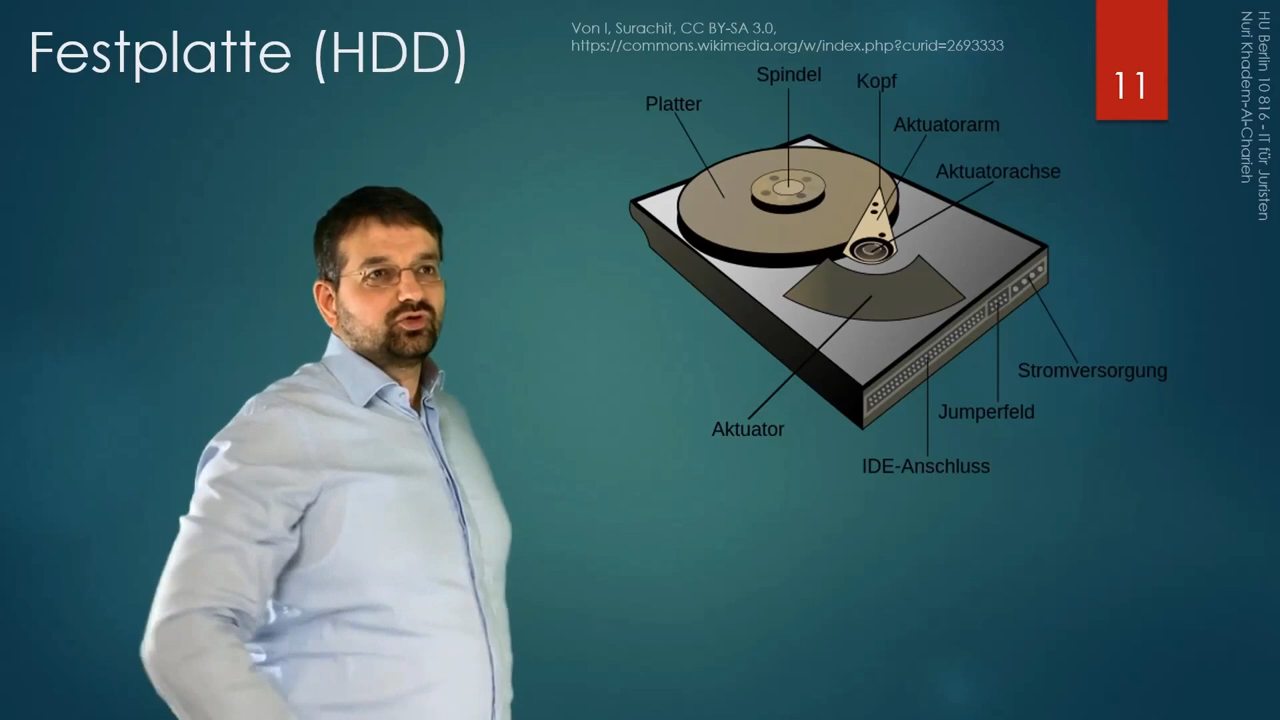 Festplatte (HDD)
Von I, Surachit, CC BY-SA 3.0,
https://commons.wikimedia.org/w/index.php?curid=2693333
11
HU Berlin 10 816 - IT für Juristen
Nuri Khadem-Al-Charieh
Spindel
Kopf
Platter
Aktuatorarm
Aktuatorachse
Stromversorgung
Jumperfeld
Aktuator
IDE-Anschluss